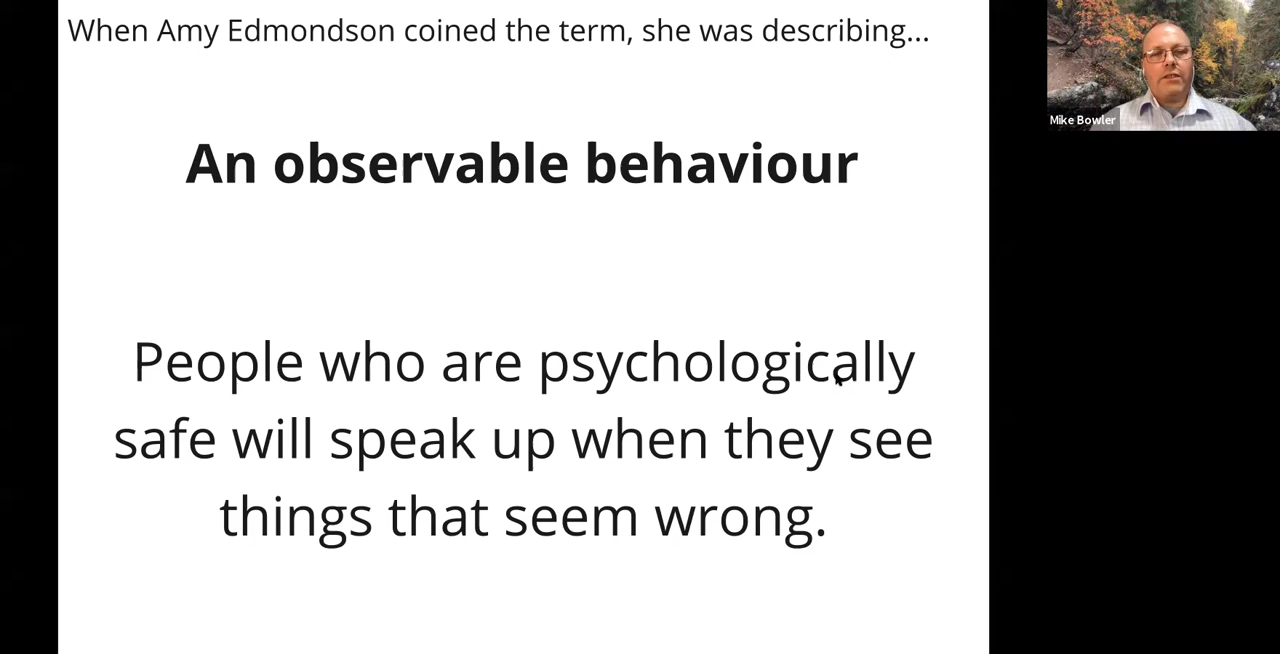 When Amy Edmondson coined the term, she was describing...
Mike Bowler
An observable behaviour
People who are psychologically
safe will speak up when they see
things that seem wrong.